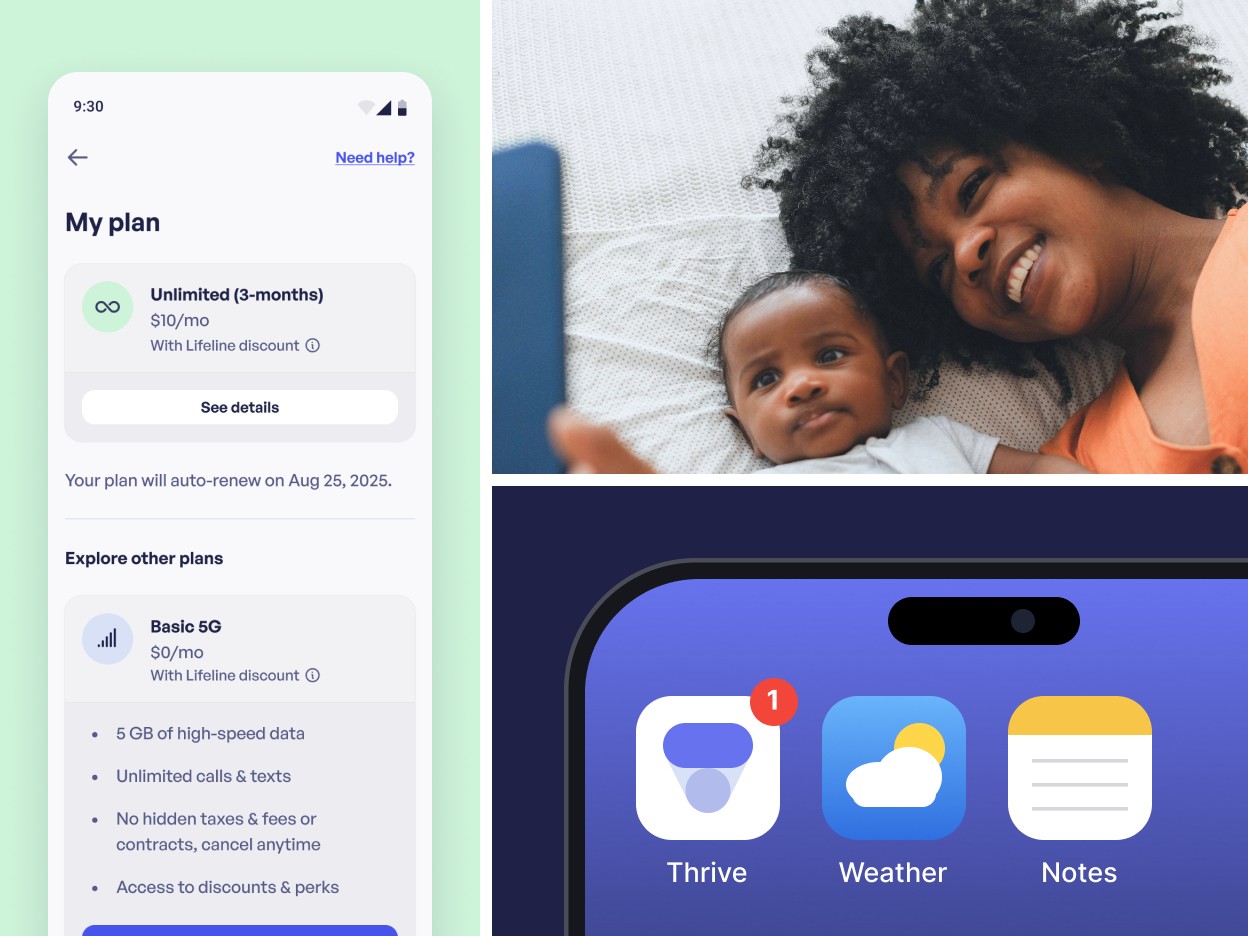 9:30
Need help?
My plan
Unlimited (3-months)
$10/mo
With Lifeline discount
See details
Your plan will auto-renew on Aug 25, 2025.
Explore other plans
Basic 5G
$0/mo
With Lifeline discount
5 GB of high-speed data
Unlimited calls & texts
No hidden taxes & fees or
contracts, cancel anytime
Access to discounts & perks
1
Thrive
Weather
Notes